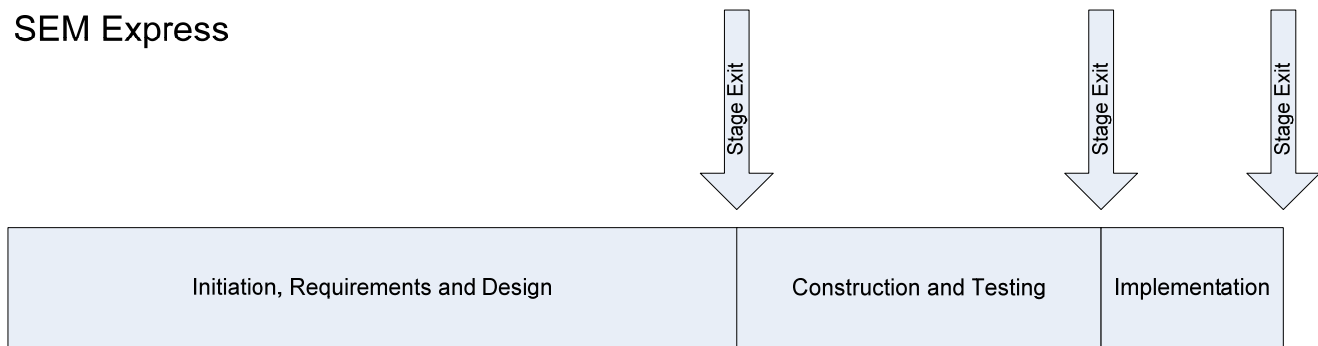 SEM Express
Stage Exit
Stage Exit
Stage Exit
Initiation, Requirements and Design
Construction and Testing
Implementation